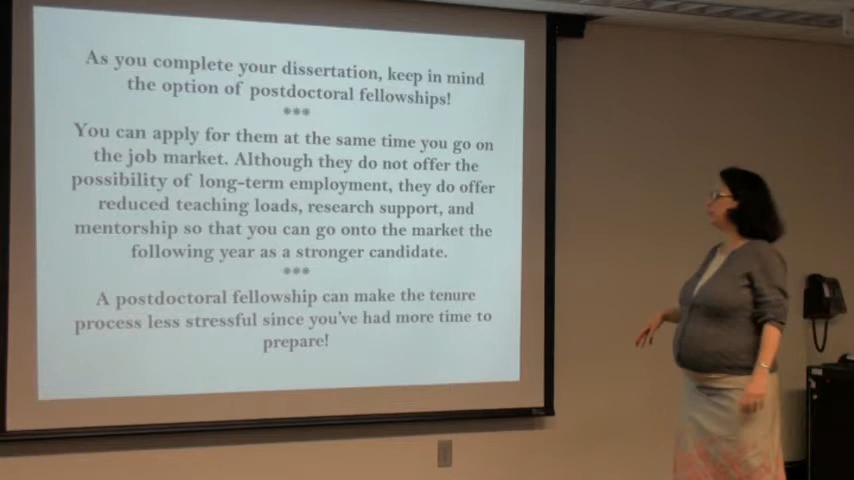 As you complete your dissertation, keep in mind
the option of postdoctoral fellowships!
***
You can apply for them at the same time you go on
the job market. Although they do not offer the
possibility of long-term employment, they do offer
reduced teaching loads, research support, and
mentorship so that you can go onto the market the
following year as a stronger candidate.
***
A postdoctoral fellowship can make the tenure
process less stressful since you've had more time to
prepare!